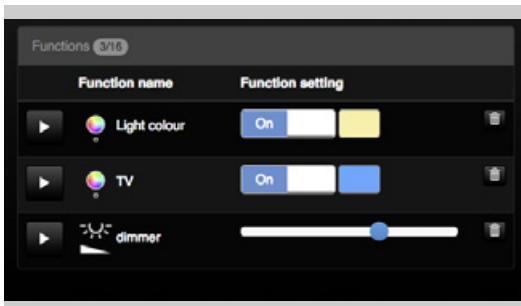 Functions 3/16
Function name Function setting
Light colour On
TV On
dimmer